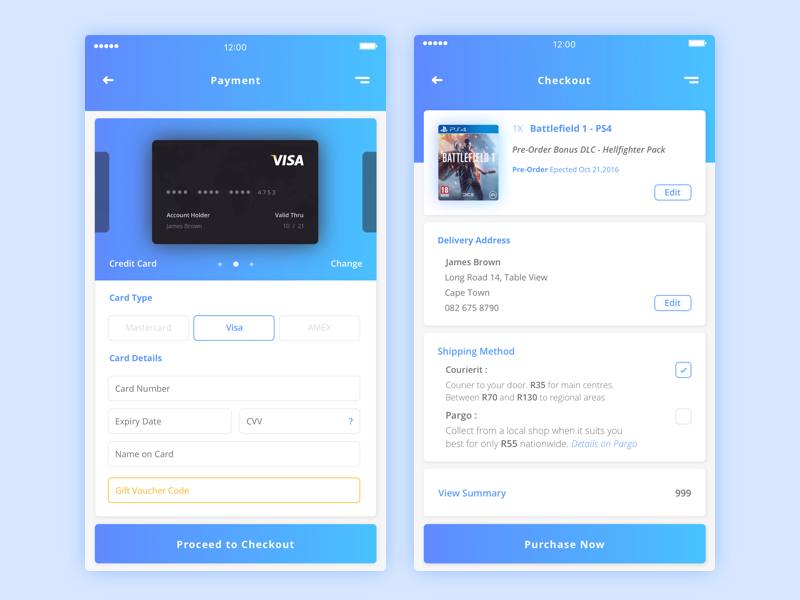 12:00
Payment
VISA
4753
Account Holder
Valid Thru
James Brown
10 / 21
Credit Card
Change
Card Type
Mastercard
Visa
AMEX
Card Details
Card Number
Expiry Date
CVV
?
Name on Card
Gift Voucher Code
Proceed to Checkout
12:00
Checkout
PS4
BATTLEFIELD 1
18
EA
1X Battlefield 1 - PS4
Pre-Order Bonus DLC - Hellfighter Pack
Pre-Order Epected Oct 21,2016
Edit
Delivery Address
James Brown
Long Road 14, Table View
Cape Town
082 675 8790
Edit
Shipping Method
Courierit :
Courier to your door. R35 for main centres.
Between R70 and R130 to regional areas
Pargo :
Collect from a local shop when it suits you
best for only R55 nationwide. Details on Pargo
View Summary
999
Purchase Now